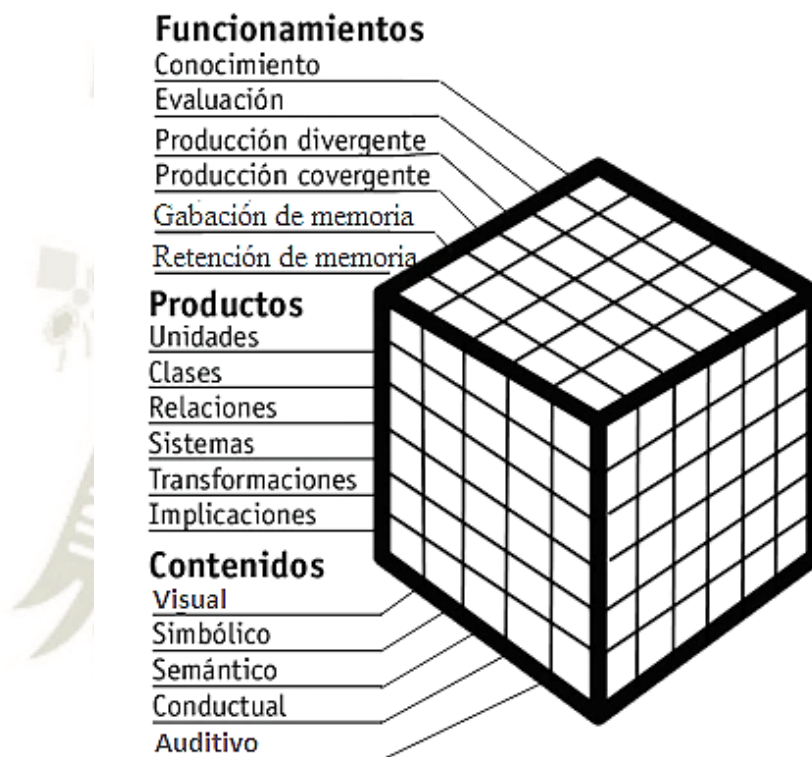 Funcionamientos
Conocimiento
Evaluación
Producción divergente
Producción covergente
Gabación de memoria
Retención de memoria
Productos
Unidades
Clases
Relaciones
Sistemas
Transformaciones
Implicaciones
Contenidos
Visual
Simbólico
Semántico
Conductual
Auditivo